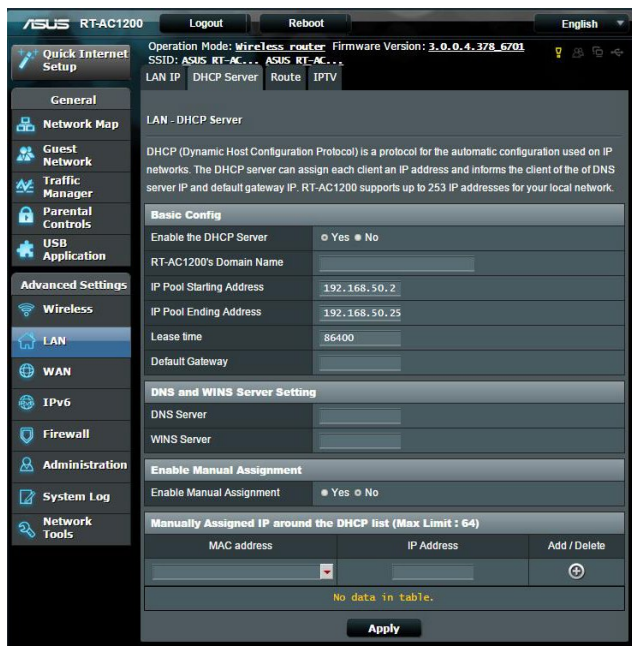 ASUS RT-AC1200 Logout Reboot English
Quick Internet Setup
Operation Mode: Wireless router Firmware Version: 3.0.0.4.378_6701
SSID: ASUS RT-AC... ASUS RT-AC...
LAN IP DHCP Server Route IPTV
General
Network Map
Guest Network
Traffic Manager
Parental Controls
USB Application
Advanced Settings
Wireless
LAN
WAN
IPv6
Firewall
Administration
System Log
Network Tools
LAN - DHCP Server
DHCP (Dynamic Host Configuration Protocol) is a protocol for the automatic configuration used on IP
networks. The DHCP server can assign each client an IP address and informs the client of the of DNS
server IP and default gateway IP. RT-AC1200 supports up to 253 IP addresses for your local network.
Basic Config
Enable the DHCP Server Yes No
RT-AC1200's Domain Name
IP Pool Starting Address 192.168.50.2
IP Pool Ending Address 192.168.50.25
Lease time 86400
Default Gateway
DNS and WINS Server Setting
DNS Server
WINS Server
Enable Manual Assignment
Enable Manual Assignment Yes No
Manually Assigned IP around the DHCP list (Max Limit : 64)
MAC address IP Address Add / Delete
No data in table.
Apply